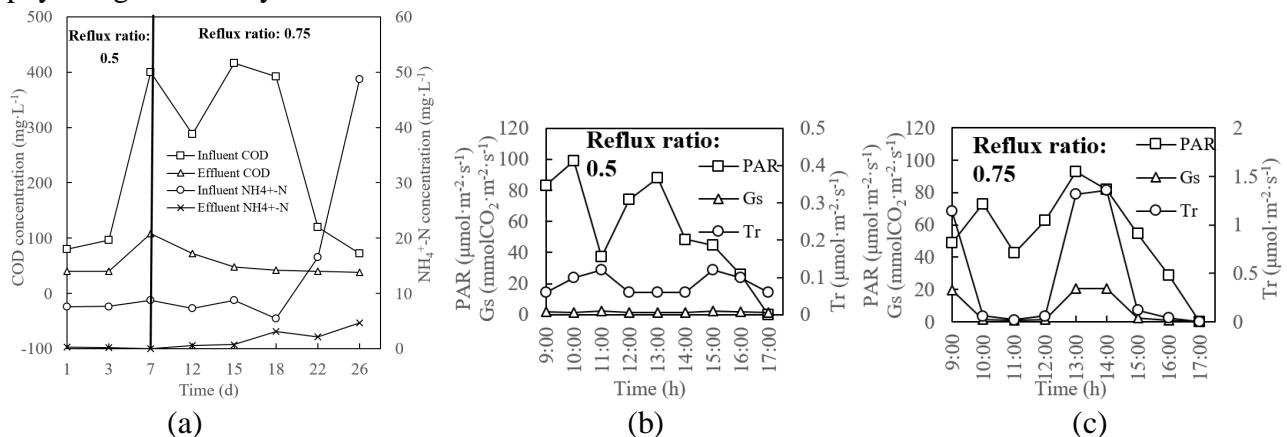 500
400
300
200
100
0
-100
60
50
40
30
20
10
0
Reflux ratio:
0.5
Reflux ratio: 0.75
Influent COD
Effluent COD
Influent NH4+-N
Effluent NH4+-N
COD concentration (mg·L⁻¹)
NH₄⁺-N concentration (mg·L⁻¹)
1 3 7 12 15 18 22 26
Time (d)
(a)
120
100
80
60
40
20
0
0.5
0.4
0.3
0.2
0.1
0
Reflux ratio:
0.5
PAR
Gs
Tr
PAR (μmol·m⁻²·s⁻¹)
Gs (mmolCO₂·m⁻²·s⁻¹)
Tr (μmol·m⁻²·s⁻¹)
9:00 10:00 11:00 12:00 13:00 14:00 15:00 16:00 17:00
Time (h)
(b)
120
100
80
60
40
20
0
2
1.5
1
0.5
0
Reflux ratio:
0.75
PAR
Gs
Tr
PAR (μmol·m⁻²·s⁻¹)
Gs (mmolCO₂·m⁻²·s⁻¹)
Tr (μmol·m⁻²·s⁻¹)
9:00 10:00 11:00 12:00 13:00 14:00 15:00 16:00 17:00
Time (h)
(c)